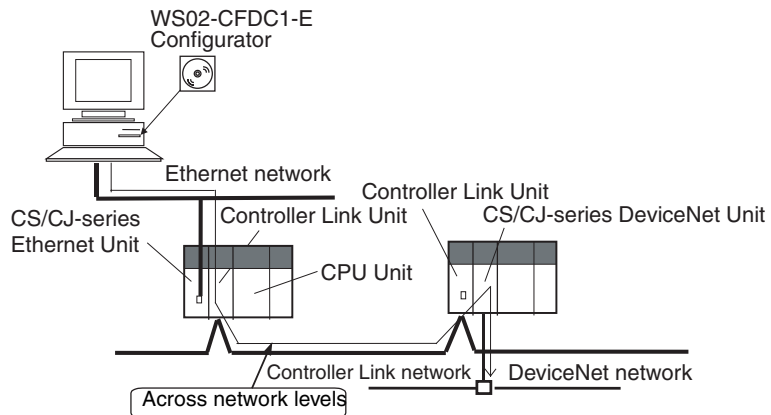 WS02-CFDC1-E
Configurator
Ethernet network
Controller Link Unit
CS/CJ-series DeviceNet Unit
CS/CJ-series
Ethernet Unit
Controller Link Unit
CPU Unit
Controller Link network
DeviceNet network
Across network levels